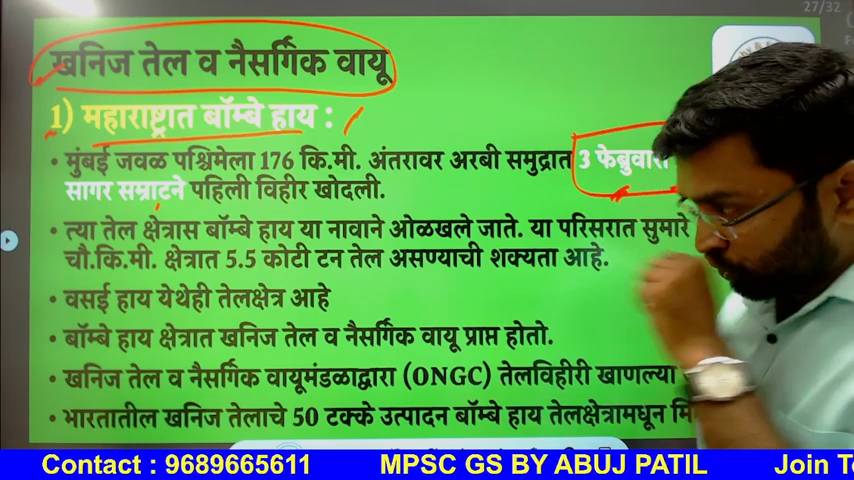 27/32
खनिज तेल व नैसर्गिक वायू
1) महाराष्ट्रात बॉम्बे हाय :
• मुंबई जवळ पश्चिमेला 176 कि.मी. अंतरावर अरबी समुद्रात 3 फेब्रुवारी
सागर सम्राटने पहिली विहीर खोदली.
• त्या तेल क्षेत्रास बॉम्बे हाय या नावाने ओळखले जाते. या परिसरात सुमारे
चौ.कि.मी. क्षेत्रात 5.5 कोटी टन तेल असण्याची शक्यता आहे.
• वसई हाय येथेही तेलक्षेत्र आहे
• बॉम्बे हाय क्षेत्रात खनिज तेल व नैसर्गिक वायू प्राप्त होतो.
• खनिज तेल व नैसर्गिक वायूमंडळाद्वारा (ONGC) तेलविहीरी खाणल्या
• भारतातील खनिज तेलाचे 50 टक्के उत्पादन बॉम्बे हाय तेलक्षेत्रामधून
Contact : 9689665611 MPSC GS BY ABUJ PATIL Join